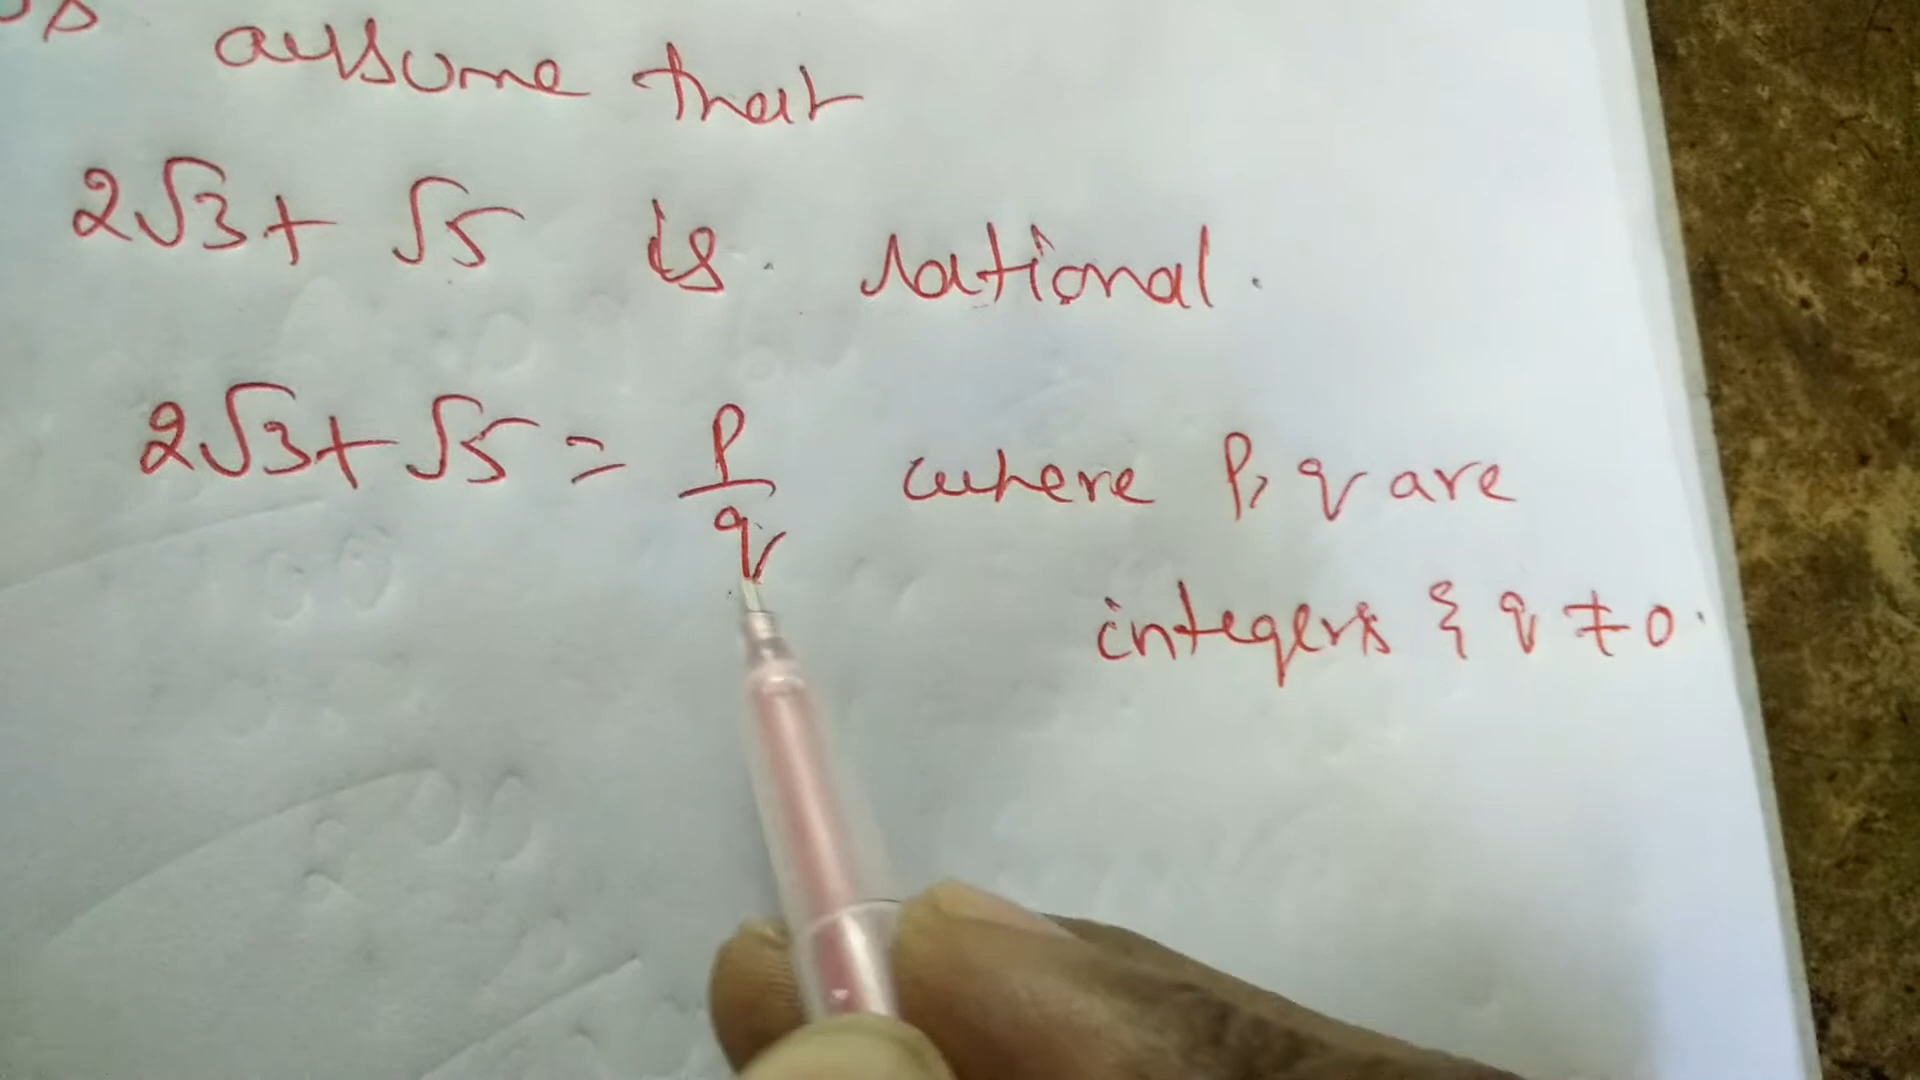 assume that
2√3+ √5 is rational.
2√3+√5 = p/q where p, q are
integers & q ≠ 0.